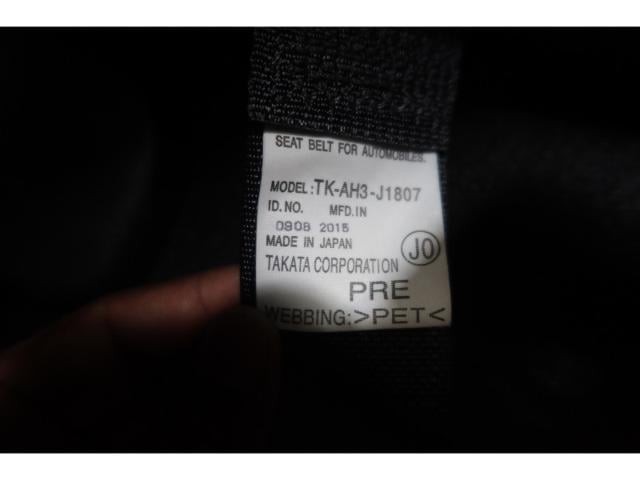 SEAT BELT FOR AUTOMOBILES.
MODEL:TK-AH3-J1807
ID.NO. MFD.IN
0908 2015
MADE IN JAPAN
JO
TAKATA CORPORATION
PRE
WEBBING:>PET<